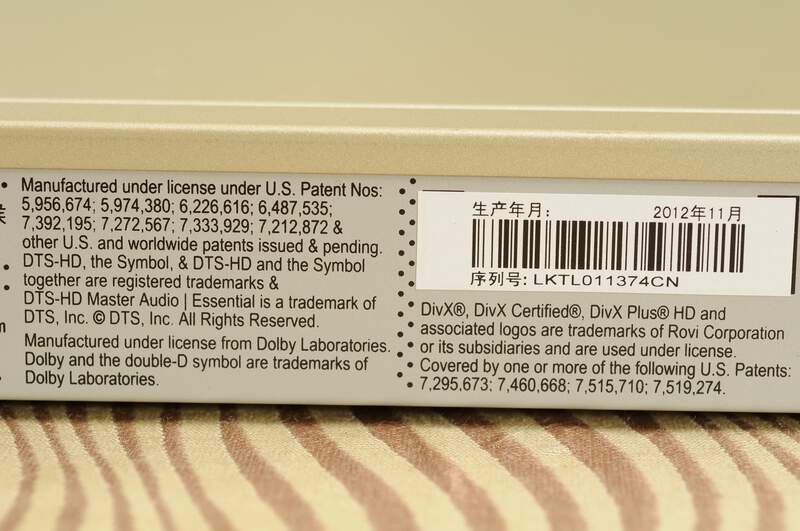 Manufactured under license under U.S. Patent Nos:
5,956,674; 5,974,380; 6,226,616; 6,487,535;
7,392,195; 7,272,567; 7,333,929; 7,212,872 &
other U.S. and worldwide patents issued & pending.
DTS-HD, the Symbol, & DTS-HD and the Symbol
together are registered trademarks &
DTS-HD Master Audio | Essential is a trademark of
DTS, Inc. © DTS, Inc. All Rights Reserved.
Manufactured under license from Dolby Laboratories.
Dolby and the double-D symbol are trademarks of
Dolby Laboratories.
生产年月: 2012年11月
序列号: LKTL011374CN
DivX®, DivX Certified®, DivX Plus® HD and
associated logos are trademarks of Rovi Corporation
or its subsidiaries and are used under license.
Covered by one or more of the following U.S. Patents:
7,295,673; 7,460,668; 7,515,710; 7,519,274.